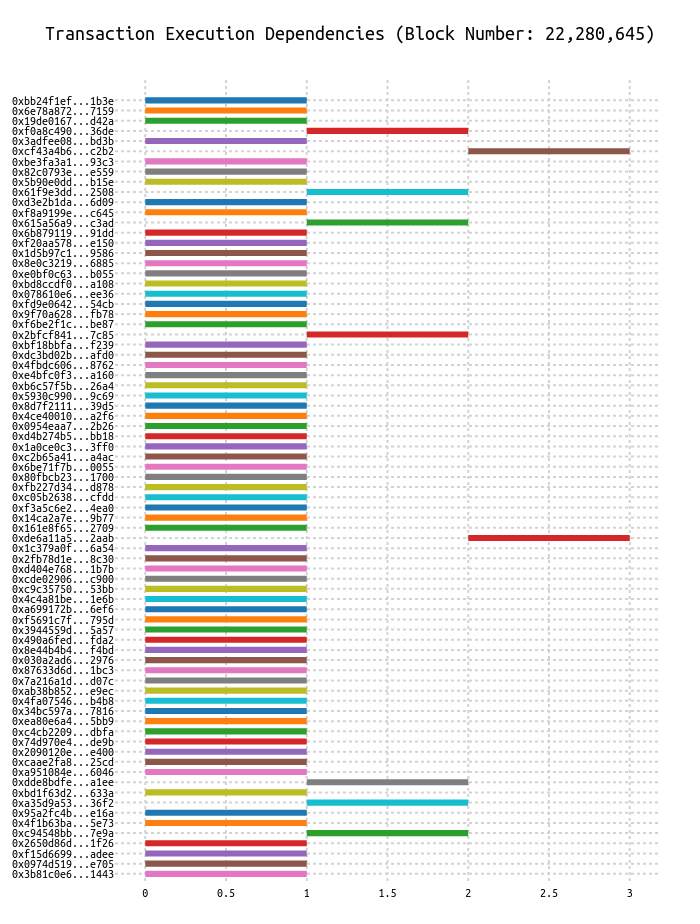 Transaction Execution Dependencies (Block Number: 22,280,645)
0xbb24f1ef...1b3e
0x6e78a872...7159
0x19de0167...d42a
0xf0a8c490...36de
0x3adfee08...bd3b
0xcf43a4b6...c2b2
0xbe3fa3a1...93c3
0x82c0793e...e559
0x5b90e0dd...b15e
0x61f9e3dd...2508
0xd3e2b1da...6d09
0xf8a9199e...c645
0x615a56a9...c3ad
0x6b879119...91dd
0xf20aa578...e150
0x1d5b97c1...9586
0x8e0c3219...6885
0xe0bf0c63...b055
0xbd8ccdf0...a108
0x078610e6...ee36
0xfd9e0642...54cb
0x9f70a628...fb78
0xf6be2f1c...be87
0x2bfcf841...7c85
0xbf18bbfa...f239
0xdc3bd02b...afd0
0x4fbdc606...8762
0xe4bfc0f3...a160
0xb6c57f5b...26a4
0x5930c990...9c69
0x8d7f2111...39d5
0x4ce40010...a2f6
0x0954eaa7...2b26
0xd4b274b5...bb18
0x1a0ce0c3...3ff0
0xc2b65a41...a4ac
0x6be71f7b...0055
0x80fbcb23...1700
0xfb227d34...d878
0xc05b2638...cfdd
0xf3a5c6e2...4ea0
0x14ca2a7e...9b77
0x161e8f65...2709
0xde6a11a5...2aab
0x1c379a0f...6a54
0x2fb78d1e...8c30
0xd404e768...1b7b
0xcde02906...c900
0xc9c35750...53bb
0x4c4a81be...1e6b
0xa699172b...6ef6
0xf5691c7f...795d
0x3944559d...5a57
0x490a6fed...fda2
0x8e44b4b4...f4bd
0x030a2ad6...2976
0x87633d6d...1bc3
0x7a216a1d...d07c
0xab38b852...e9ec
0x4fa07546...b4b8
0x34bc597a...7816
0xea80e6a4...5bb9
0xc4cb2209...dbfa
0x74d970e4...de9b
0x2090120e...e400
0xcaae2fa8...25cd
0xa951084e...6046
0xdde8bdfe...a1ee
0xbd1f63d2...633a
0xa35d9a53...36f2
0x95a2fc4b...e16a
0x4f1b63ba...5e73
0xc94548bb...7e9a
0x2650d86d...1f26
0xf15d6699...adee
0x0974d519...e705
0x3b81c0e6...1443
0 0.5 1 1.5 2 2.5 3